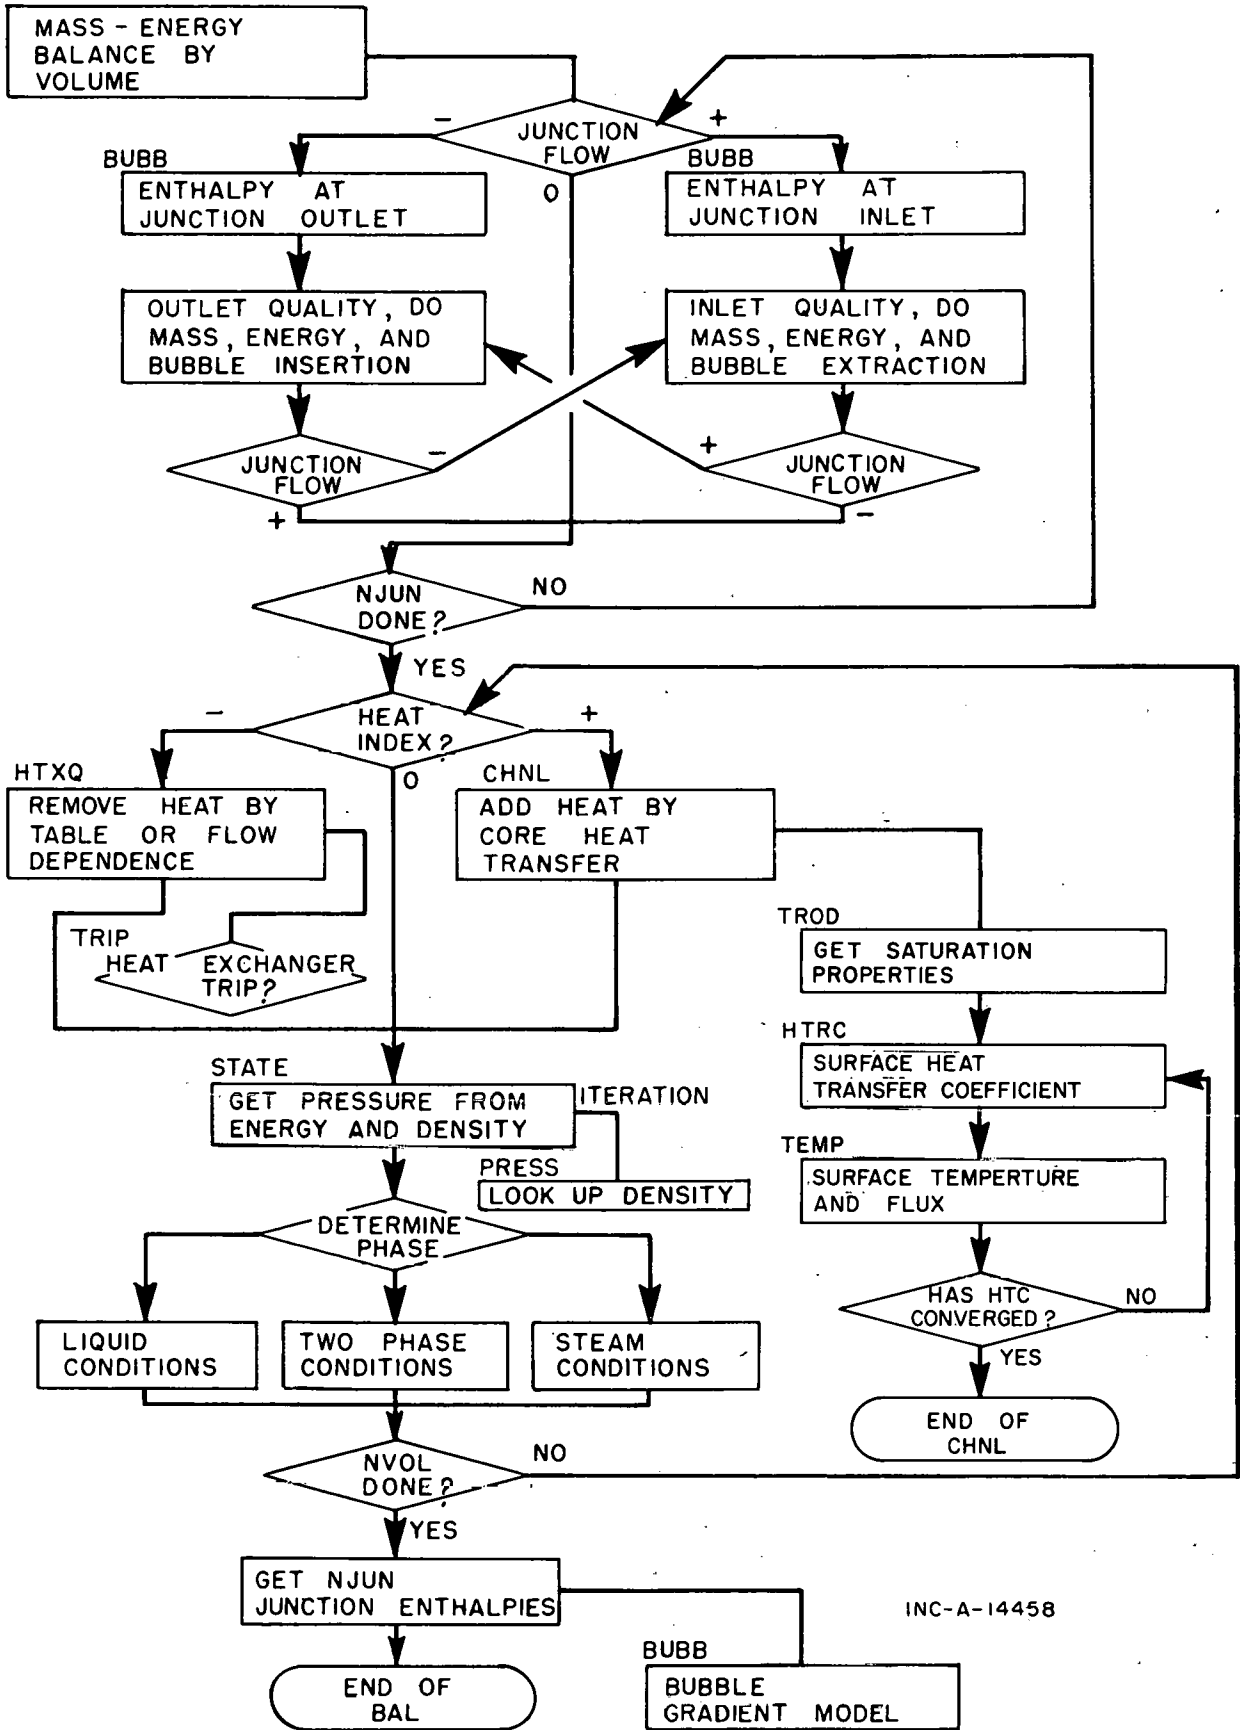 MASS - ENERGY
BALANCE BY
VOLUME
JUNCTION
FLOW
-
+
O
BUBB
ENTHALPY AT
JUNCTION OUTLET
BUBB
ENTHALPY AT
JUNCTION INLET
OUTLET QUALITY, DO
MASS, ENERGY, AND
BUBBLE INSERTION
INLET QUALITY, DO
MASS, ENERGY, AND
BUBBLE EXTRACTION
JUNCTION
FLOW
-
+
JUNCTION
FLOW
+
-
NJUN
DONE?
NO
YES
HEAT
INDEX?
-
+
O
HTXQ
REMOVE HEAT BY
TABLE OR FLOW
DEPENDENCE
CHNL
ADD HEAT BY
CORE HEAT
TRANSFER
TRIP
HEAT EXCHANGER
TRIP?
TROD
GET SATURATION
PROPERTIES
HTRC
SURFACE HEAT
TRANSFER COEFFICIENT
STATE
GET PRESSURE FROM
ENERGY AND DENSITY
ITERATION
PRESS
LOOK UP DENSITY
TEMP
SURFACE TEMPERTURE
AND FLUX
DETERMINE
PHASE
HAS HTC
CONVERGED?
NO
YES
LIQUID
CONDITIONS
TWO PHASE
CONDITIONS
STEAM
CONDITIONS
END OF
CHNL
NVOL
DONE?
NO
YES
GET NJUN
JUNCTION ENTHALPIES
INC-A-14458
BUBB
BUBBLE
GRADIENT MODEL
END OF
BAL